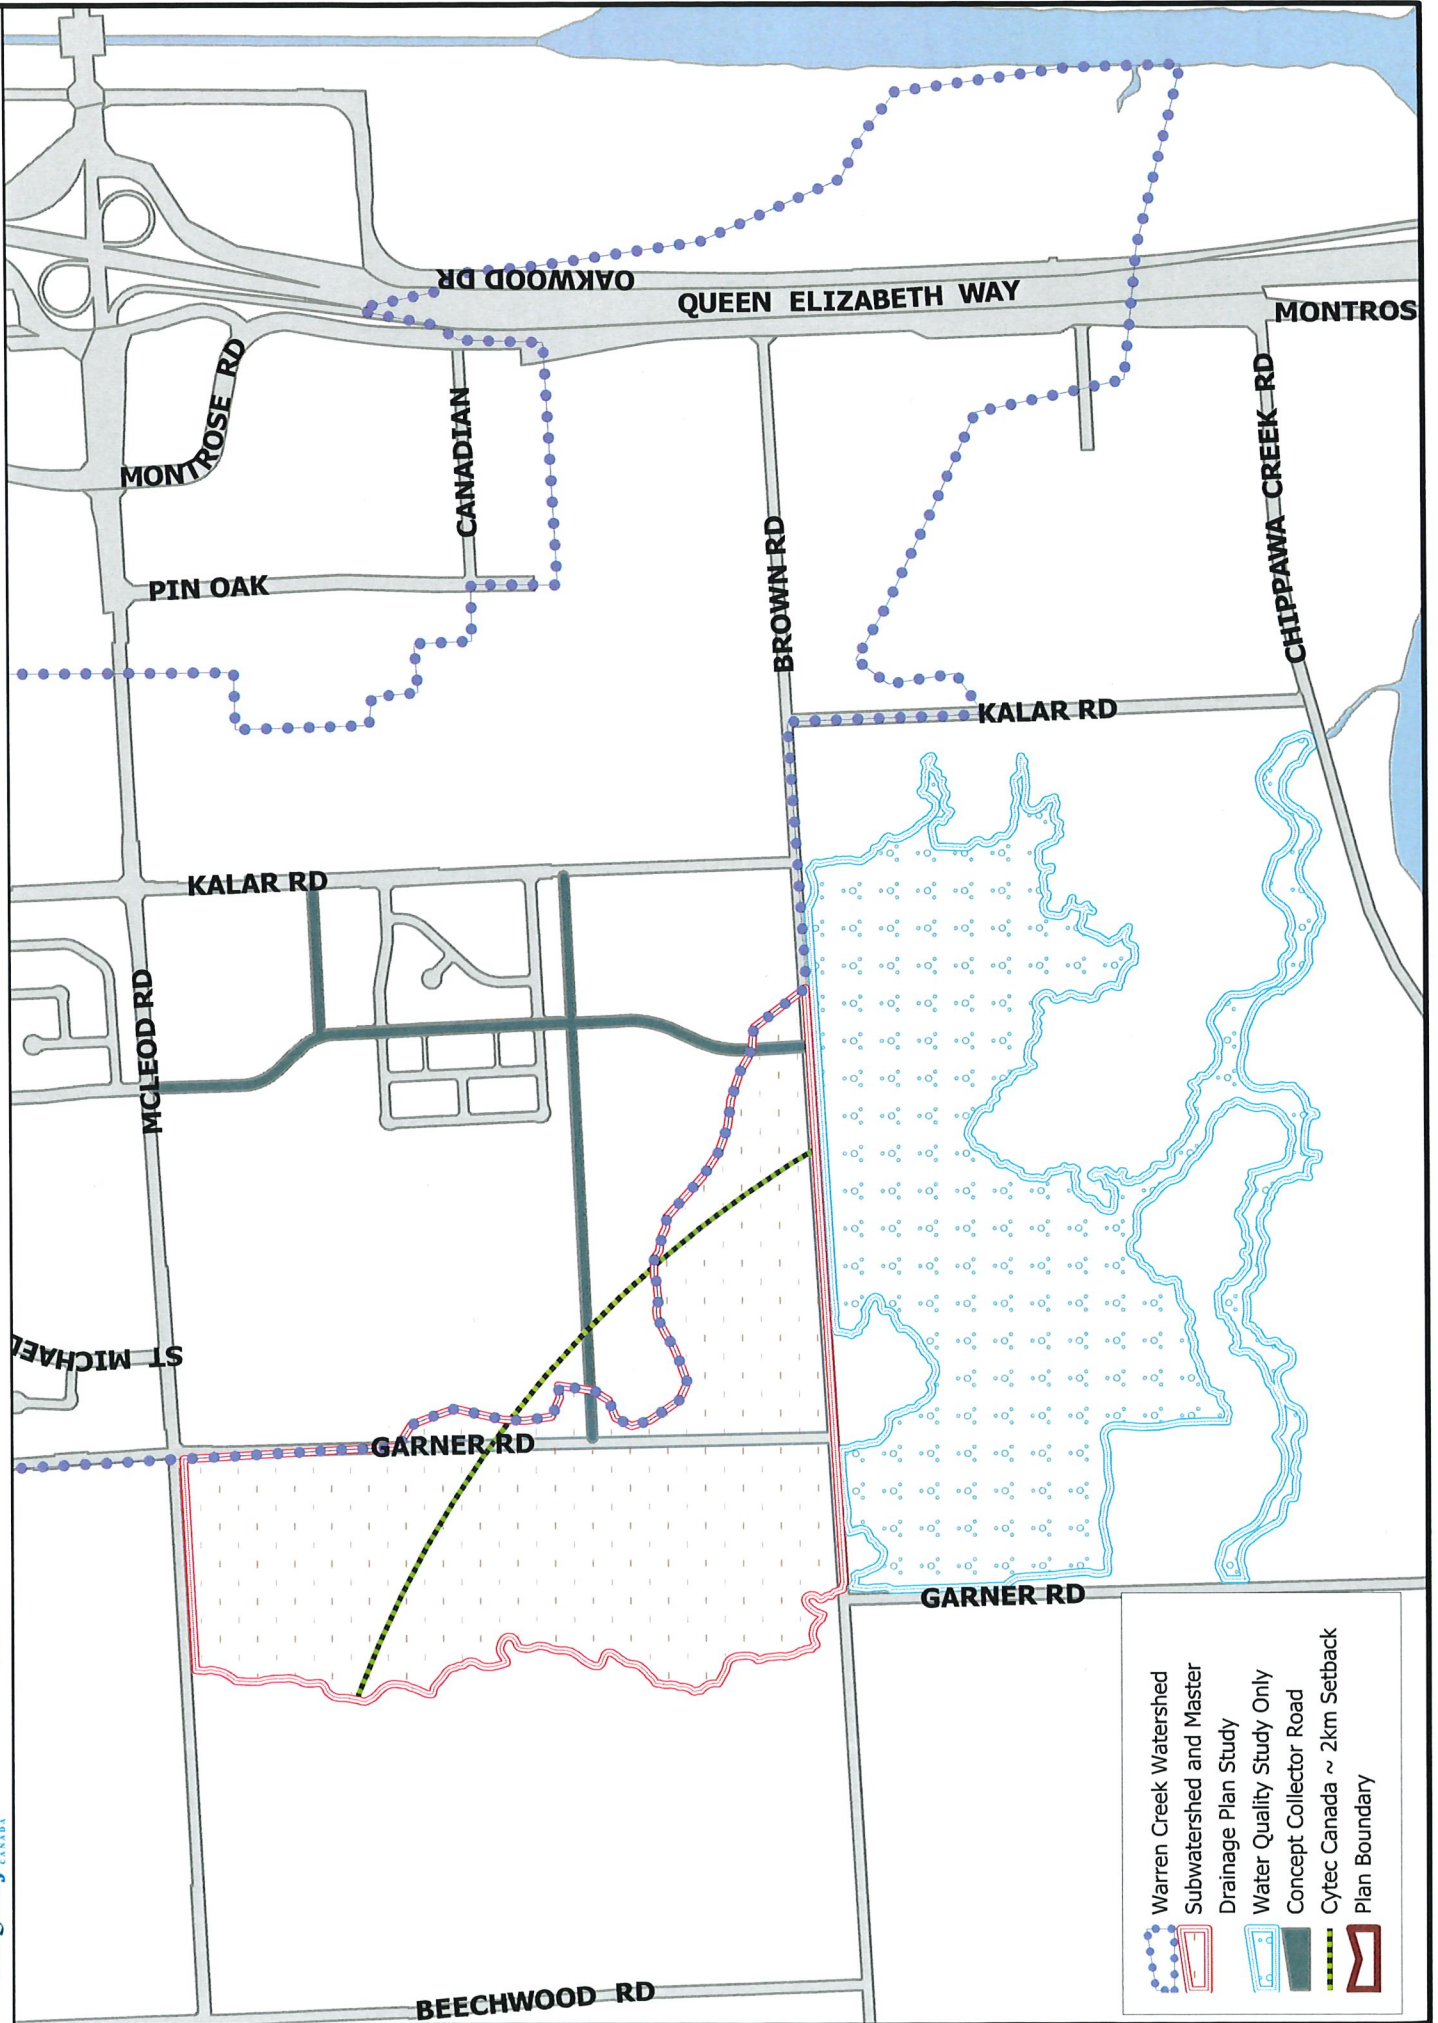 OAKWOOD DR
QUEEN ELIZABETH WAY
MONTROS
MONTROSE RD
CANADIAN
PIN OAK
BROWN RD
CHIPPAWA CREEK RD
KALAR RD
KALAR RD
MCLEOD RD
ST MICHAEL
GARNER RD
GARNER RD
BEECHWOOD RD
Warren Creek Watershed
Subwatershed and Master
Drainage Plan Study
Water Quality Study Only
Concept Collector Road
Cytec Canada ~ 2km Setback
Plan Boundary
CANADA